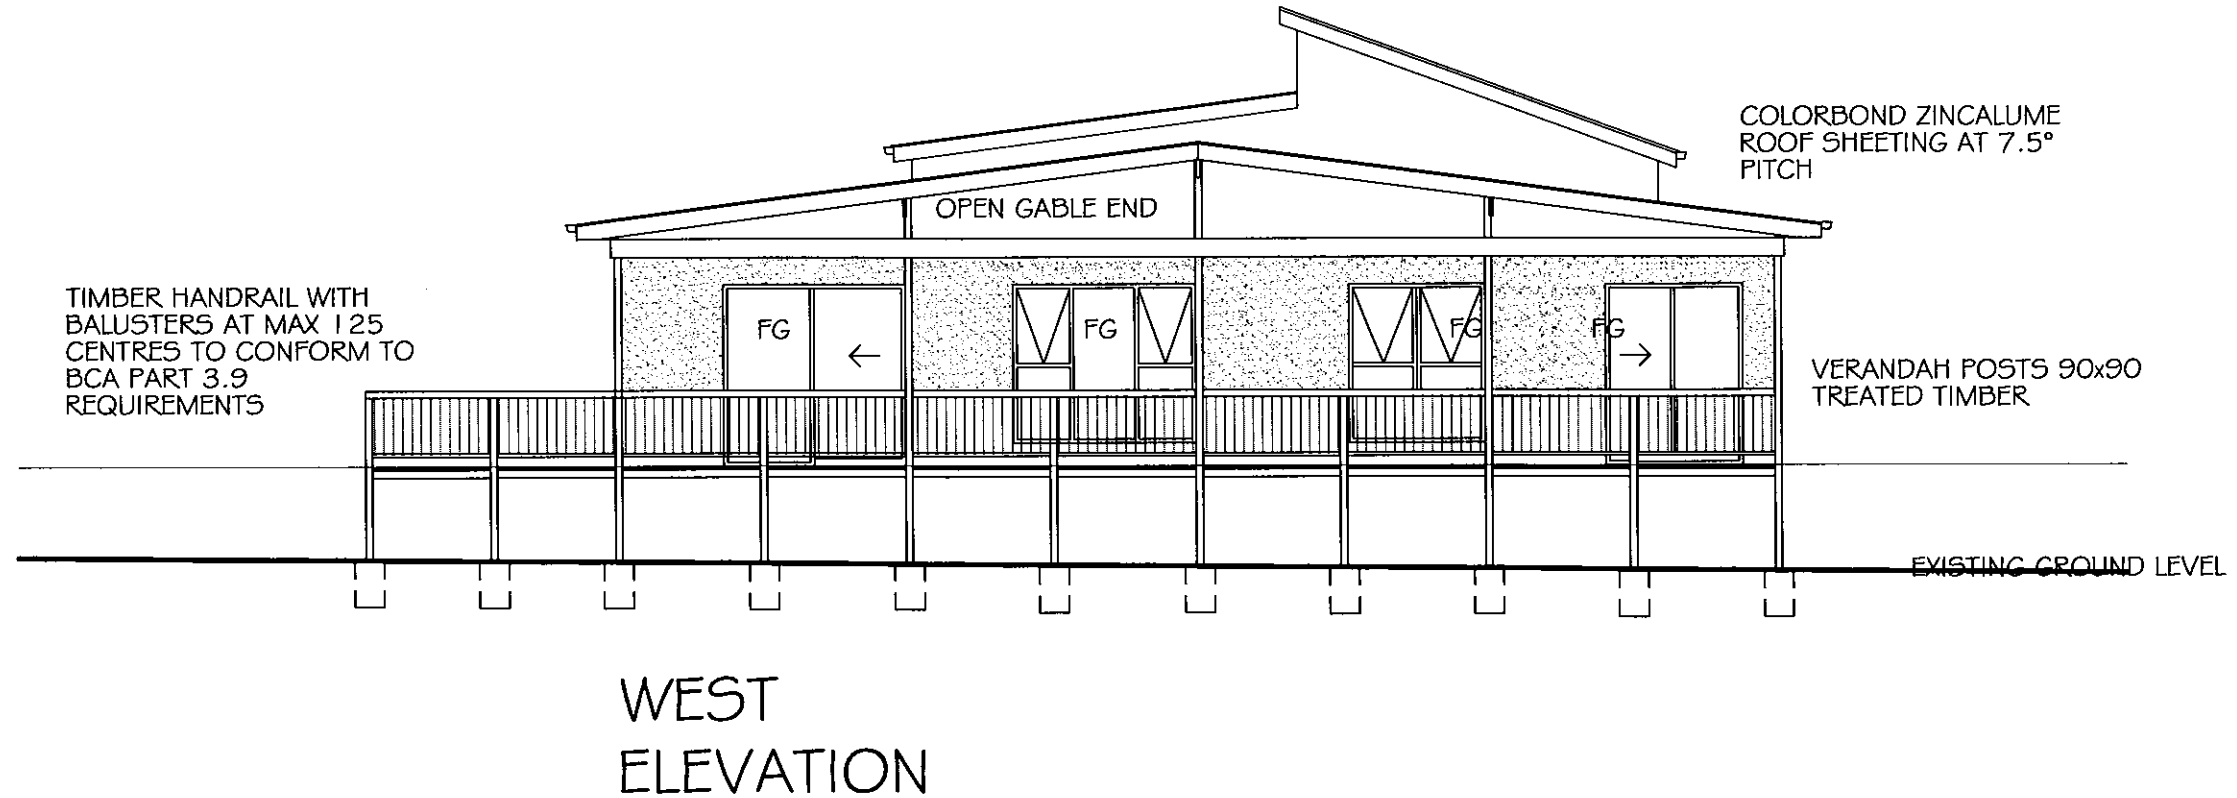 COLORBOND ZINCALUME
ROOF SHEETING AT 7.5°
PITCH
OPEN GABLE END
TIMBER HANDRAIL WITH
BALUSTERS AT MAX 125
CENTRES TO CONFORM TO
BCA PART 3.9
REQUIREMENTS
FG
FG
FG
FG
VERANDAH POSTS 90x90
TREATED TIMBER
EXISTING GROUND LEVEL
WEST
ELEVATION